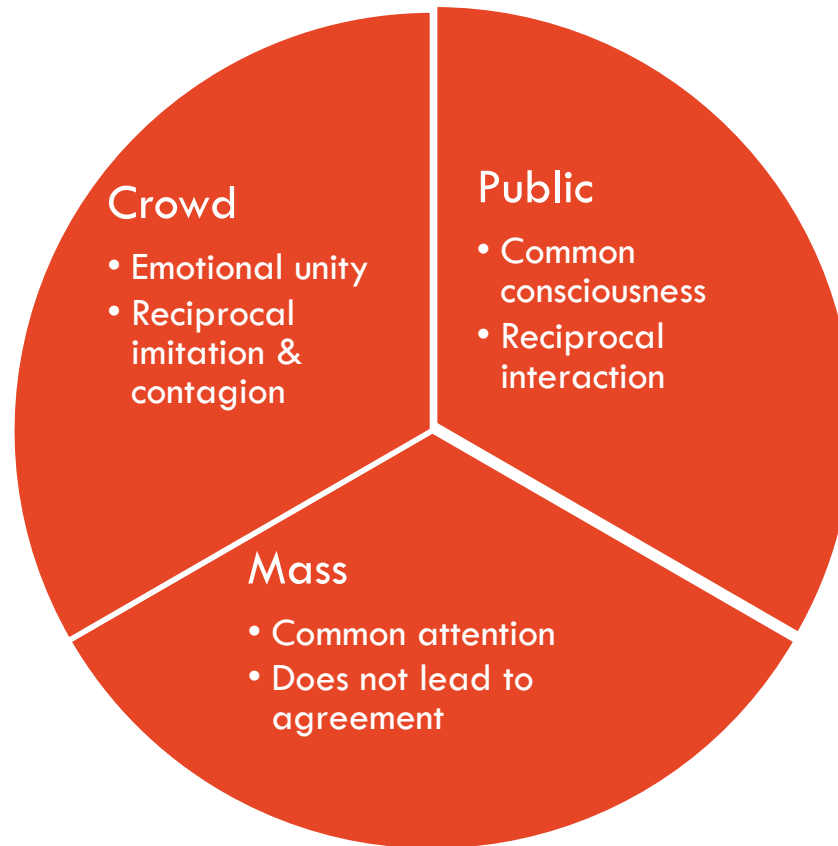 Crowd
• Emotional unity
• Reciprocal
imitation &
contagion
Public
• Common
consciousness
• Reciprocal
interaction
Mass
• Common attention
• Does not lead to
agreement